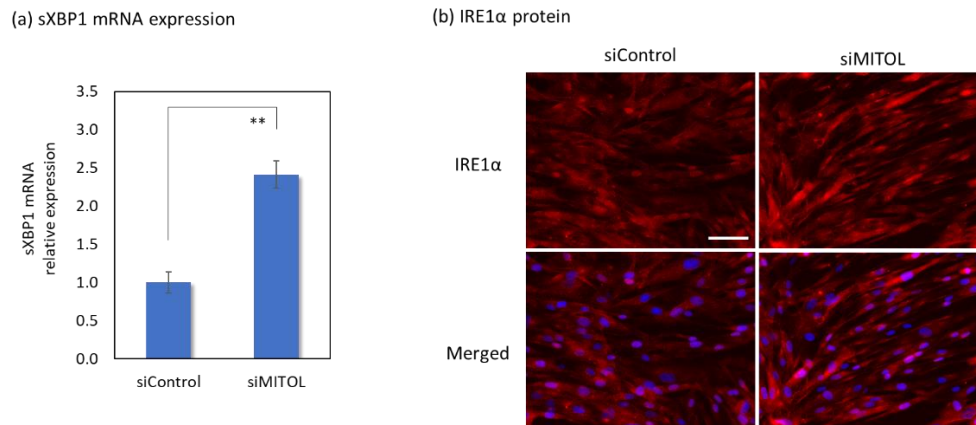 (a) sXBP1 mRNA expression
3.5
3.0
2.5
2.0
1.5
1.0
0.5
0.0
sXBP1 mRNA
relative expression
**
siControl
siMITOL
(b) IRE1α protein
siControl
siMITOL
IRE1α
Merged